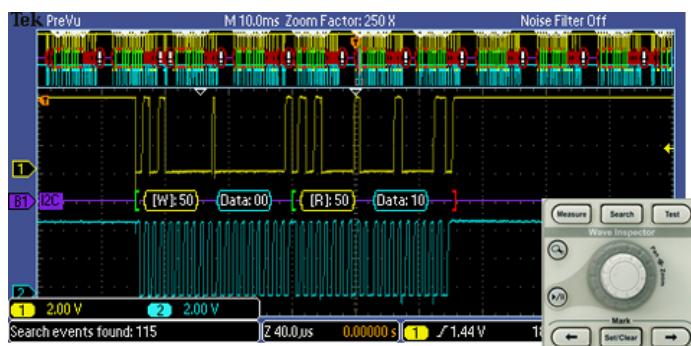 Tek PreVu M 10.0ms Zoom Factor: 250 X Noise Filter Off
T
1
B1 I2C [W]: 50 Data: 00 [R]: 50 Data: 10
2
1 2.00 V 2 2.00 V
Search events found: 115 Z 40.0µs 0.00000 s 1 1.44 V
Measure Search Test
Wave Inspector
Pan Zoom
Mark
Set/Clear